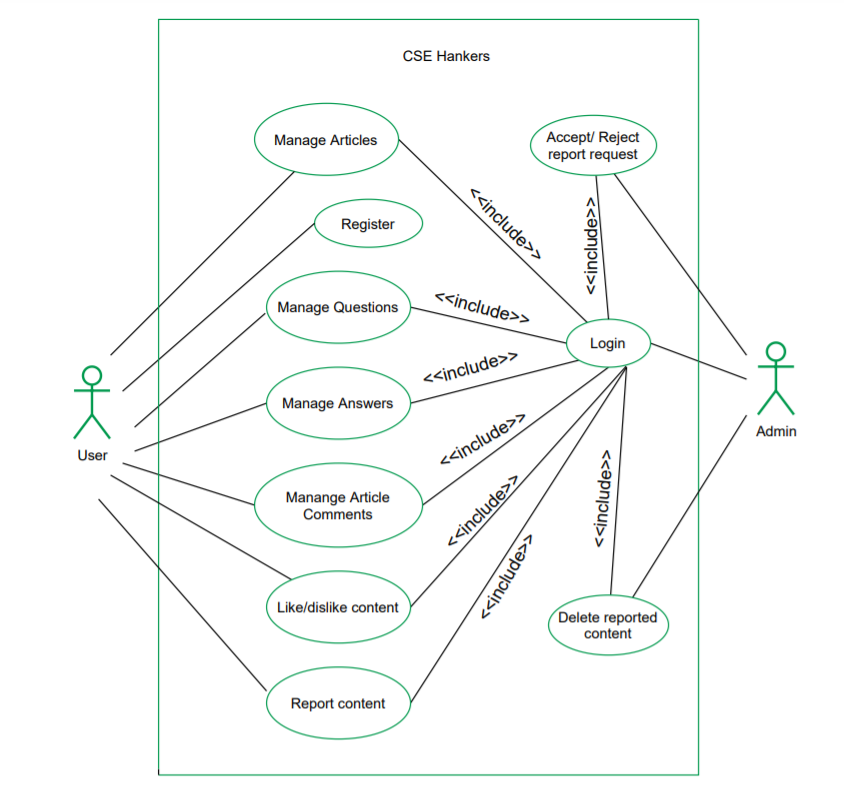 CSE Hankers
Manage Articles
Accept/ Reject
report request
<<include>>
<<include>>
Register
Manage Questions
<<include>>
Login
<<include>>
Manage Answers
User
Admin
<<include>>
Manange Article
Comments
<<include>>
<<include>>
<<include>>
Like/dislike content
Delete reported
content
Report content